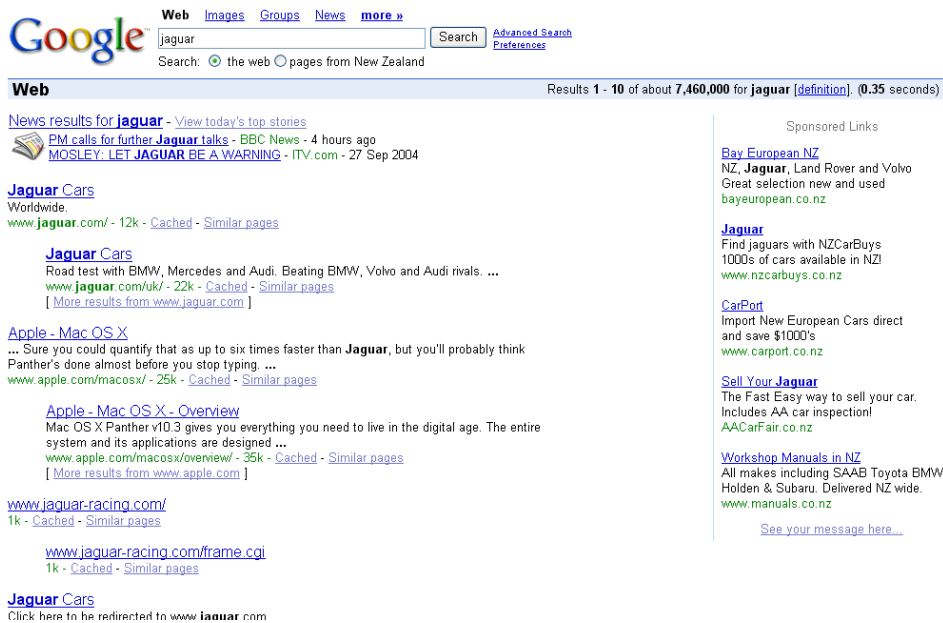 Google™
Web Images Groups News more »
jaguar Search Advanced Search
Preferences
Search: the web pages from New Zealand
Web Results 1 - 10 of about 7,460,000 for jaguar [definition]. (0.35 seconds)
News results for jaguar - View today's top stories
PM calls for further Jaguar talks - BBC News - 4 hours ago
MOSLEY: LET JAGUAR BE A WARNING - ITV.com - 27 Sep 2004
Jaguar Cars
Worldwide.
www.jaguar.com/ - 12k - Cached - Similar pages
Jaguar Cars
Road test with BMW, Mercedes and Audi. Beating BMW, Volvo and Audi rivals. ...
www.jaguar.com/uk/ - 22k - Cached - Similar pages
[ More results from www.jaguar.com ]
Apple - Mac OS X
... Sure you could quantify that as up to six times faster than Jaguar, but you'll probably think
Panther's done almost before you stop typing. ...
www.apple.com/macosx/ - 25k - Cached - Similar pages
Apple - Mac OS X - Overview
Mac OS X Panther v10.3 gives you everything you need to live in the digital age. The entire
system and its applications are designed ...
www.apple.com/macosx/overview/ - 35k - Cached - Similar pages
[ More results from www.apple.com ]
www.jaguar-racing.com/
1k - Cached - Similar pages
www.jaguar-racing.com/frame.cgi
1k - Cached - Similar pages
Jaguar Cars
Click here to be redirected to www.jaguar.com
Sponsored Links
Bay European NZ
NZ, Jaguar, Land Rover and Volvo
Great selection new and used
bayeuropean.co.nz
Jaguar
Find jaguars with NZCarBuys
1000s of cars available in NZ!
www.nzcarbuys.co.nz
CarPort
Import New European Cars direct
and save $1000's
www.carport.co.nz
Sell Your Jaguar
The Fast Easy way to sell your car.
Includes AA car inspection!
AACarFair.co.nz
Workshop Manuals in NZ
All makes including SAAB Toyota BMW
Holden & Subaru. Delivered NZ wide.
www.manuals.co.nz
See your message here...